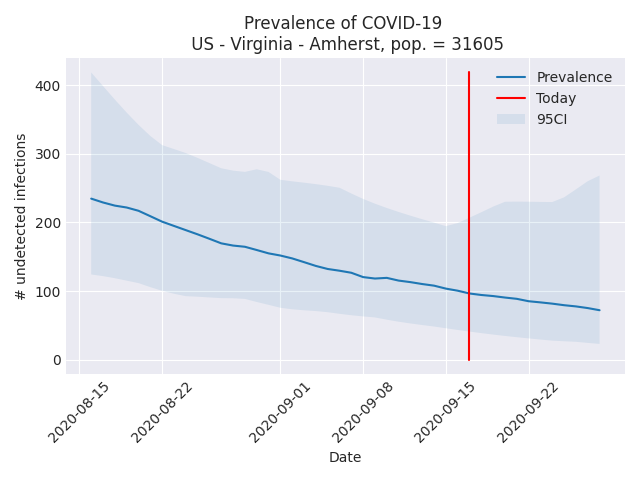 Prevalence of COVID-19
US - Virginia - Amherst, pop. = 31605
Prevalence
Today
95CI
# undetected infections
400
300
200
100
0
2020-08-15
2020-08-22
2020-09-01
2020-09-08
2020-09-15
2020-09-22
Date